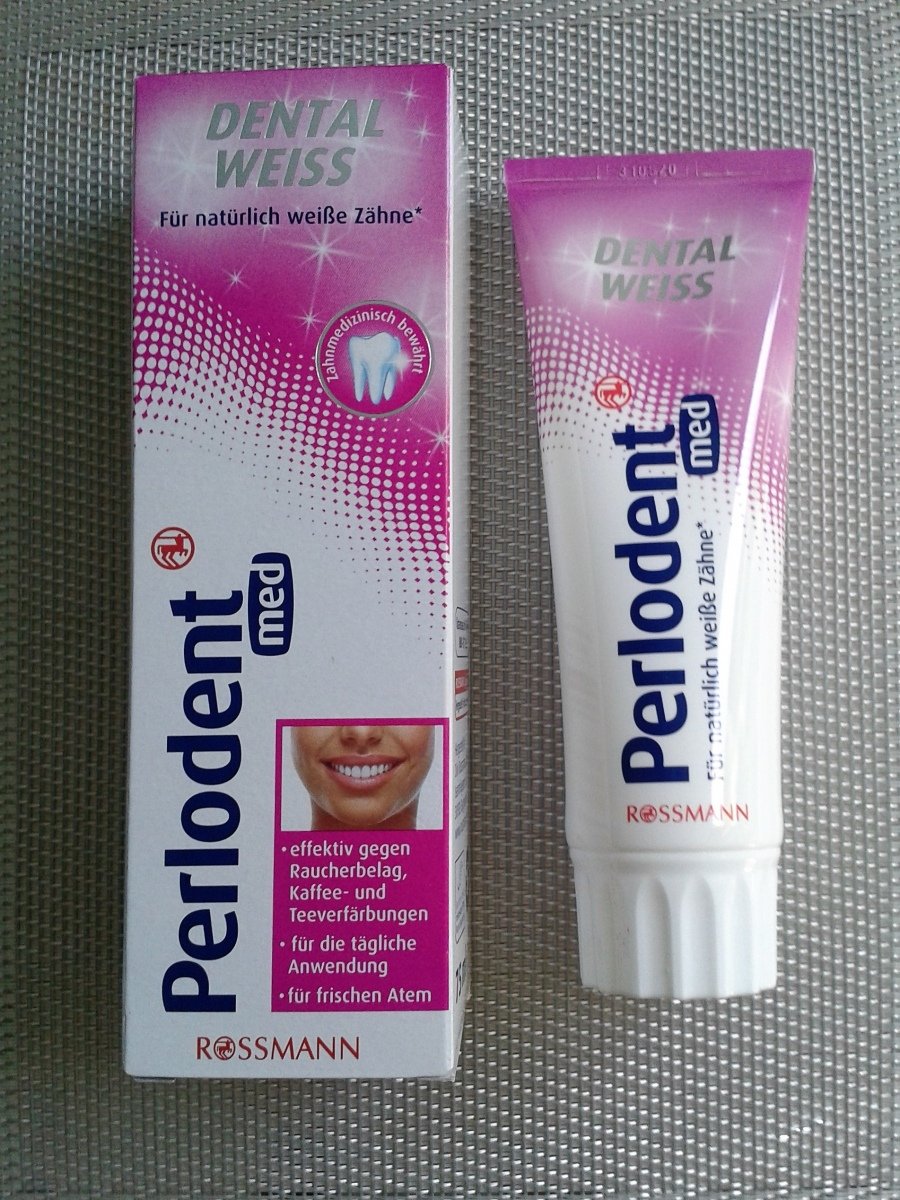 DENTAL
WEISS
Für natürlich weiße Zähne*
Zahnmedizinisch bewährt
Perlodent
med
• effektiv gegen
Raucherbelag,
Kaffee- und
Teeverfärbungen
• für die tägliche
Anwendung
• für frischen Atem
ROSSMANN
DENTAL
WEISS
Perlodent
med
Für natürlich weiße Zähne*
ROSSMANN